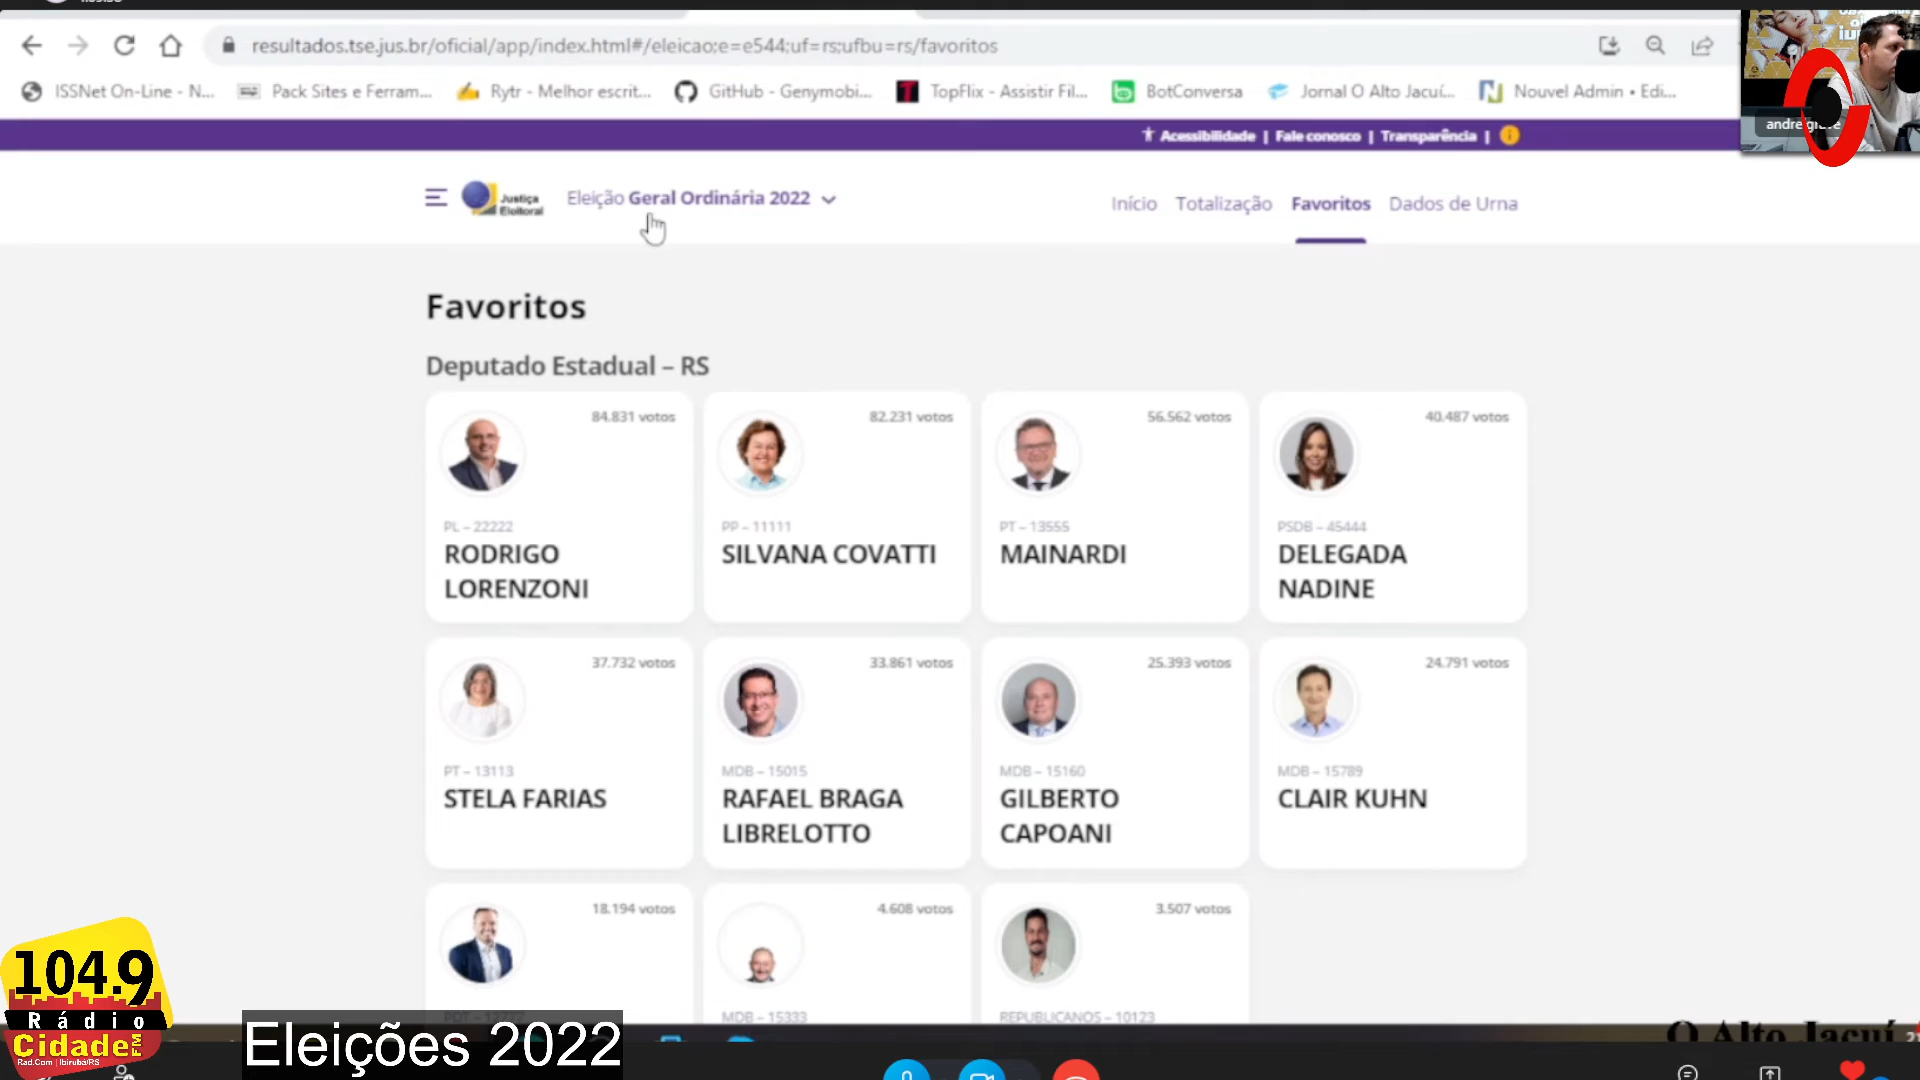 resultados.tse.jus.br/oficial/app/index.html#/eleicao;e=e544;uf=rs;ufbu=rs/favoritos
ISSNet On-Line - N... Pack Sites e Ferram... Rytr - Melhor escrit... GitHub - Genymobi... TopFlix - Assistir Fil... BotConversa Jornal O Alto Jacuí... Nouvel Admin • Edi...
Acessibilidade | Fale conosco | Transparência |
Justiça
Eleitoral
Eleição Geral Ordinária 2022
Início Totalização Favoritos Dados de Urna
Favoritos
Deputado Estadual – RS
84.831 votos
PL – 22222
RODRIGO
LORENZONI
82.231 votos
PP – 11111
SILVANA COVATTI
56.562 votos
PT – 13555
MAINARDI
40.487 votos
PSDB – 45444
DELEGADA
NADINE
37.732 votos
PT – 13113
STELA FARIAS
33.861 votos
MDB – 15015
RAFAEL BRAGA
LIBRELOTTO
25.393 votos
MDB – 15160
GILBERTO
CAPOANI
24.791 votos
MDB – 15789
CLAIR KUHN
18.194 votos
4.608 votos
MDB – 15333
3.507 votos
REPUBLICANOS – 10123
104.9
Rádio
Cidade FM
Rad.Com | Ibirubá/RS
Eleições 2022
O Alto Jacuí